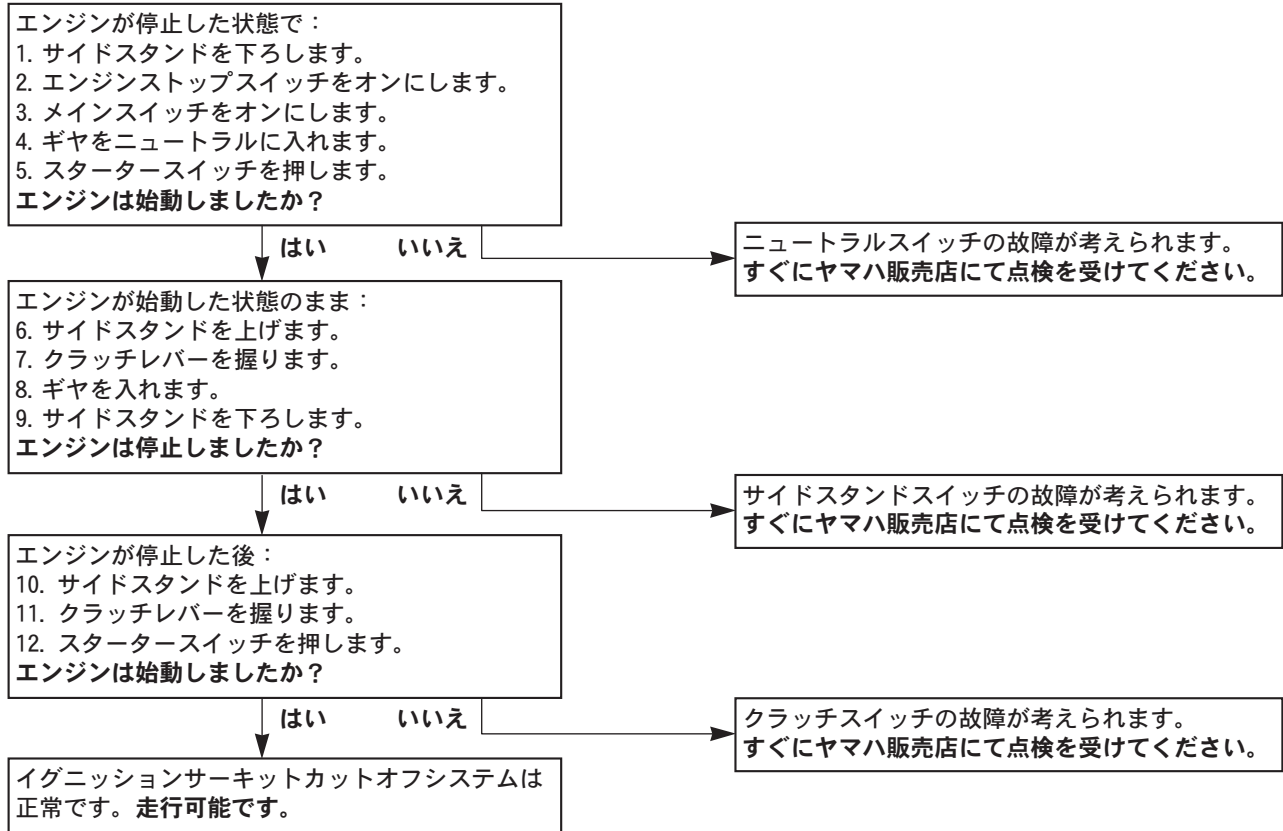 エンジンが停止した状態で：
1. サイドスタンドを下ろします。
2. エンジンストップスイッチをオンにします。
3. メインスイッチをオンにします。
4. ギヤをニュートラルに入れます。
5. スタータースイッチを押します。
エンジンは始動しましたか？
はい いいえ
ニュートラルスイッチの故障が考えられます。
すぐにヤマハ販売店にて点検を受けてください。
エンジンが始動した状態のまま：
6. サイドスタンドを上げます。
7. クラッチレバーを握ります。
8. ギヤを入れます。
9. サイドスタンドを下ろします。
エンジンは停止しましたか？
はい いいえ
サイドスタンドスイッチの故障が考えられます。
すぐにヤマハ販売店にて点検を受けてください。
エンジンが停止した後：
10. サイドスタンドを上げます。
11. クラッチレバーを握ります。
12. スタータースイッチを押します。
エンジンは始動しましたか？
はい いいえ
クラッチスイッチの故障が考えられます。
すぐにヤマハ販売店にて点検を受けてください。
イグニッションサーキットカットオフシステムは
正常です。走行可能です。